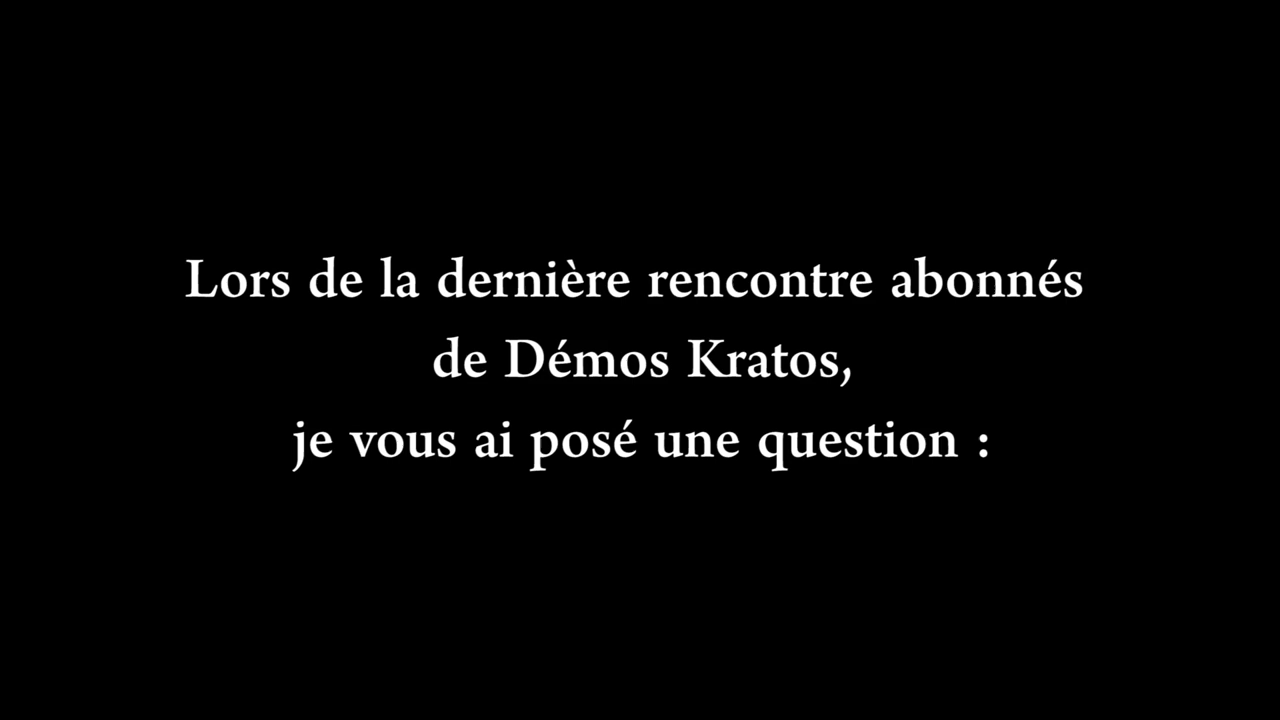 Lors de la dernière rencontre abonnés
de Démos Kratos,
je vous ai posé une question :